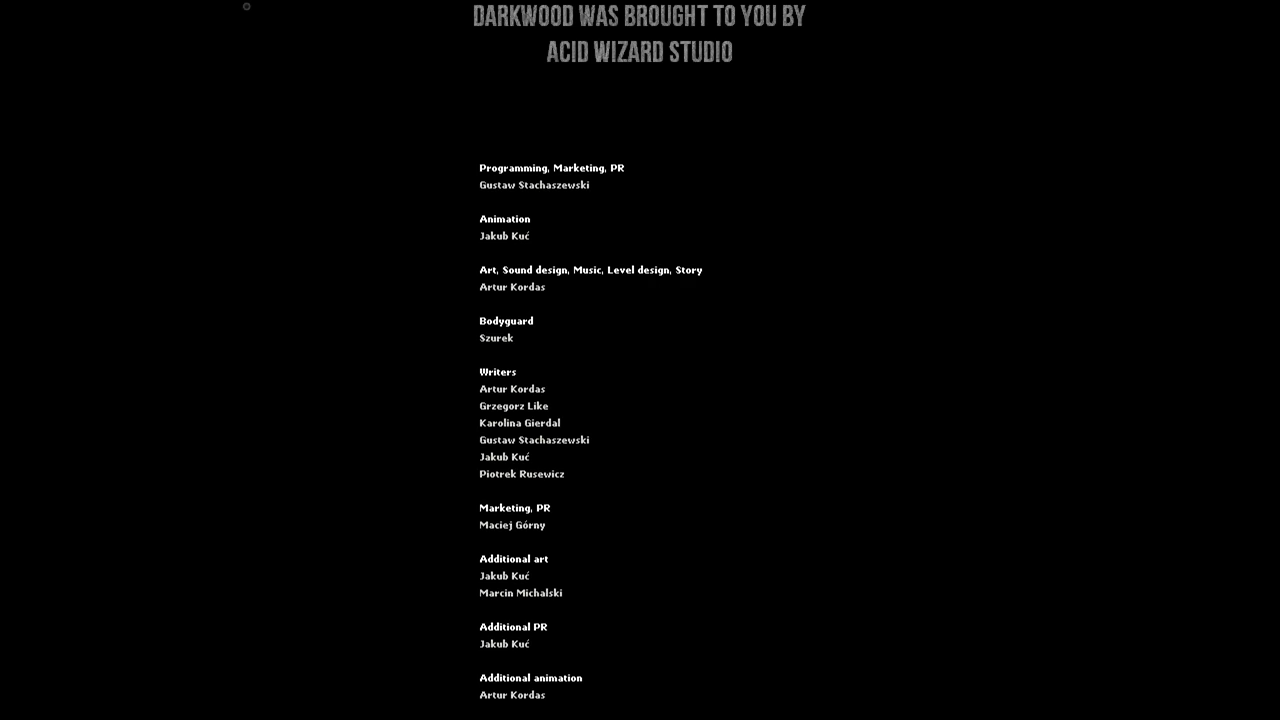 DARKWOOD WAS BROUGHT TO YOU BY
ACID WIZARD STUDIO
Programming, Marketing, PR
Gustaw Stachaszewski
Animation
Jakub Kuć
Art, Sound design, Music, Level design, Story
Artur Kordas
Bodyguard
Szurek
Writers
Artur Kordas
Grzegorz Like
Karolina Gierdal
Gustaw Stachaszewski
Jakub Kuć
Piotrek Rusewicz
Marketing, PR
Maciej Górny
Additional art
Jakub Kuć
Marcin Michalski
Additional PR
Jakub Kuć
Additional animation
Artur Kordas